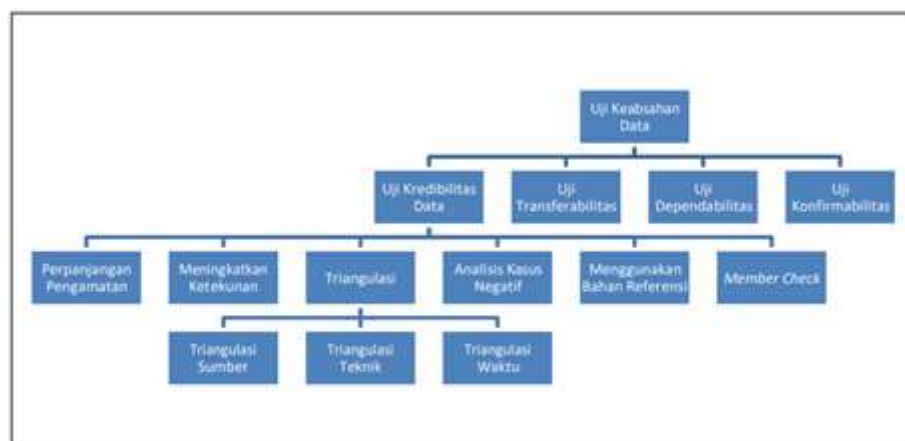 Uji Keabsahan
Data
Uji Kredibilitas
Data
Uji
Transferabilitas
Uji
Dependabilitas
Uji
Konfirmabilitas
Perpanjangan
Pengamatan
Meningkatkan
Ketekunan
Triangulasi
Analisis Kasus
Negatif
Menggunakan
Bahan Referensi
Member Check
Triangulasi
Sumber
Triangulasi
Teknik
Triangulasi
Waktu